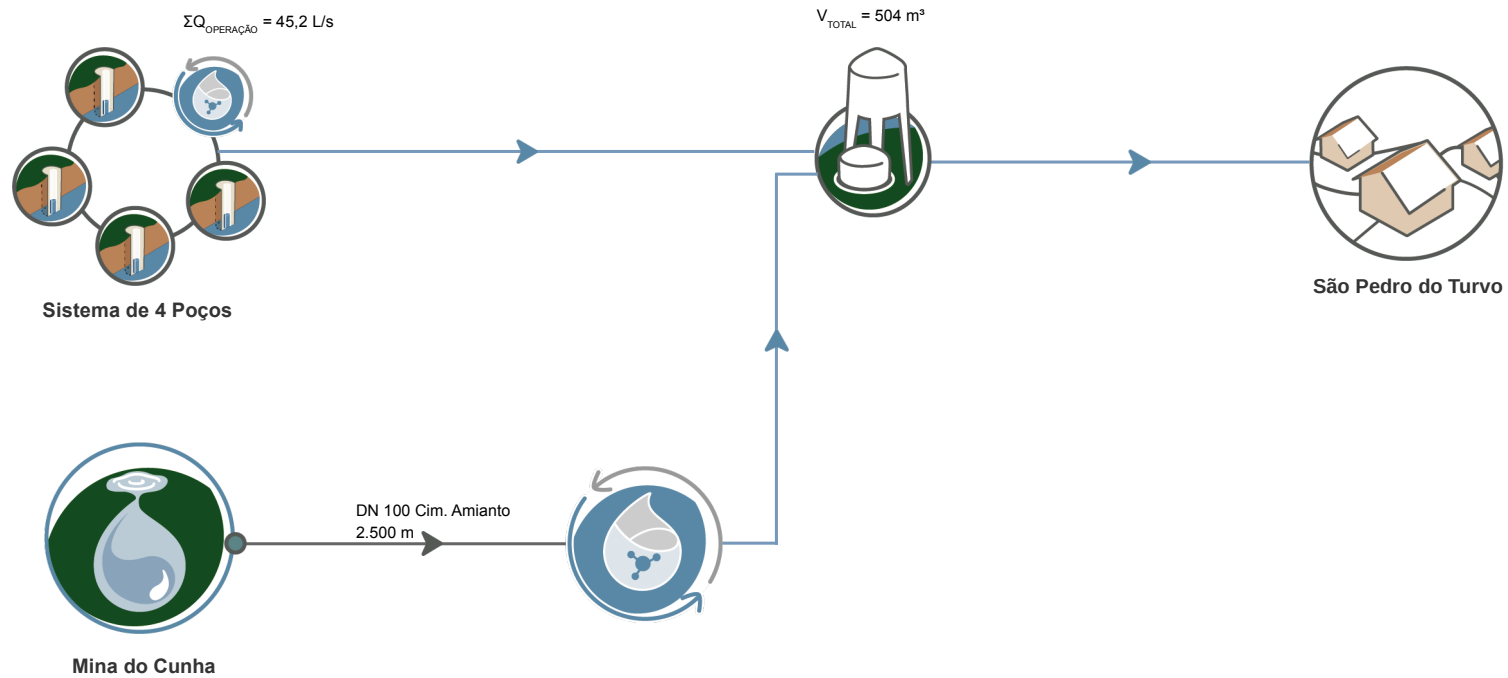 ΣQOPERAÇÃO = 45,2 L/s
VTOTAL = 504 m³
Sistema de 4 Poços
São Pedro do Turvo
DN 100 Cim. Amianto
2.500 m
Mina do Cunha